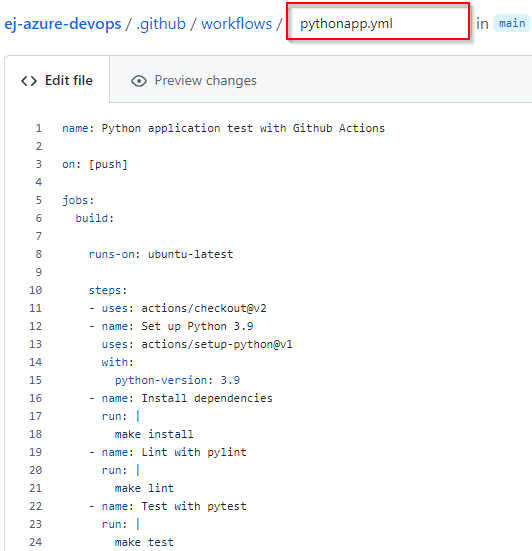 ej-azure-devops / .github / workflows / pythonapp.yml in main
<> Edit file Preview changes
1 name: Python application test with Github Actions
2
3 on: [push]
4
5 jobs:
6   build:
7
8     runs-on: ubuntu-latest
9
10     steps:
11     - uses: actions/checkout@v2
12     - name: Set up Python 3.9
13       uses: actions/setup-python@v1
14       with:
15         python-version: 3.9
16     - name: Install dependencies
17       run: |
18         make install
19     - name: Lint with pylint
20       run: |
21         make lint
22     - name: Test with pytest
23       run: |
24         make test